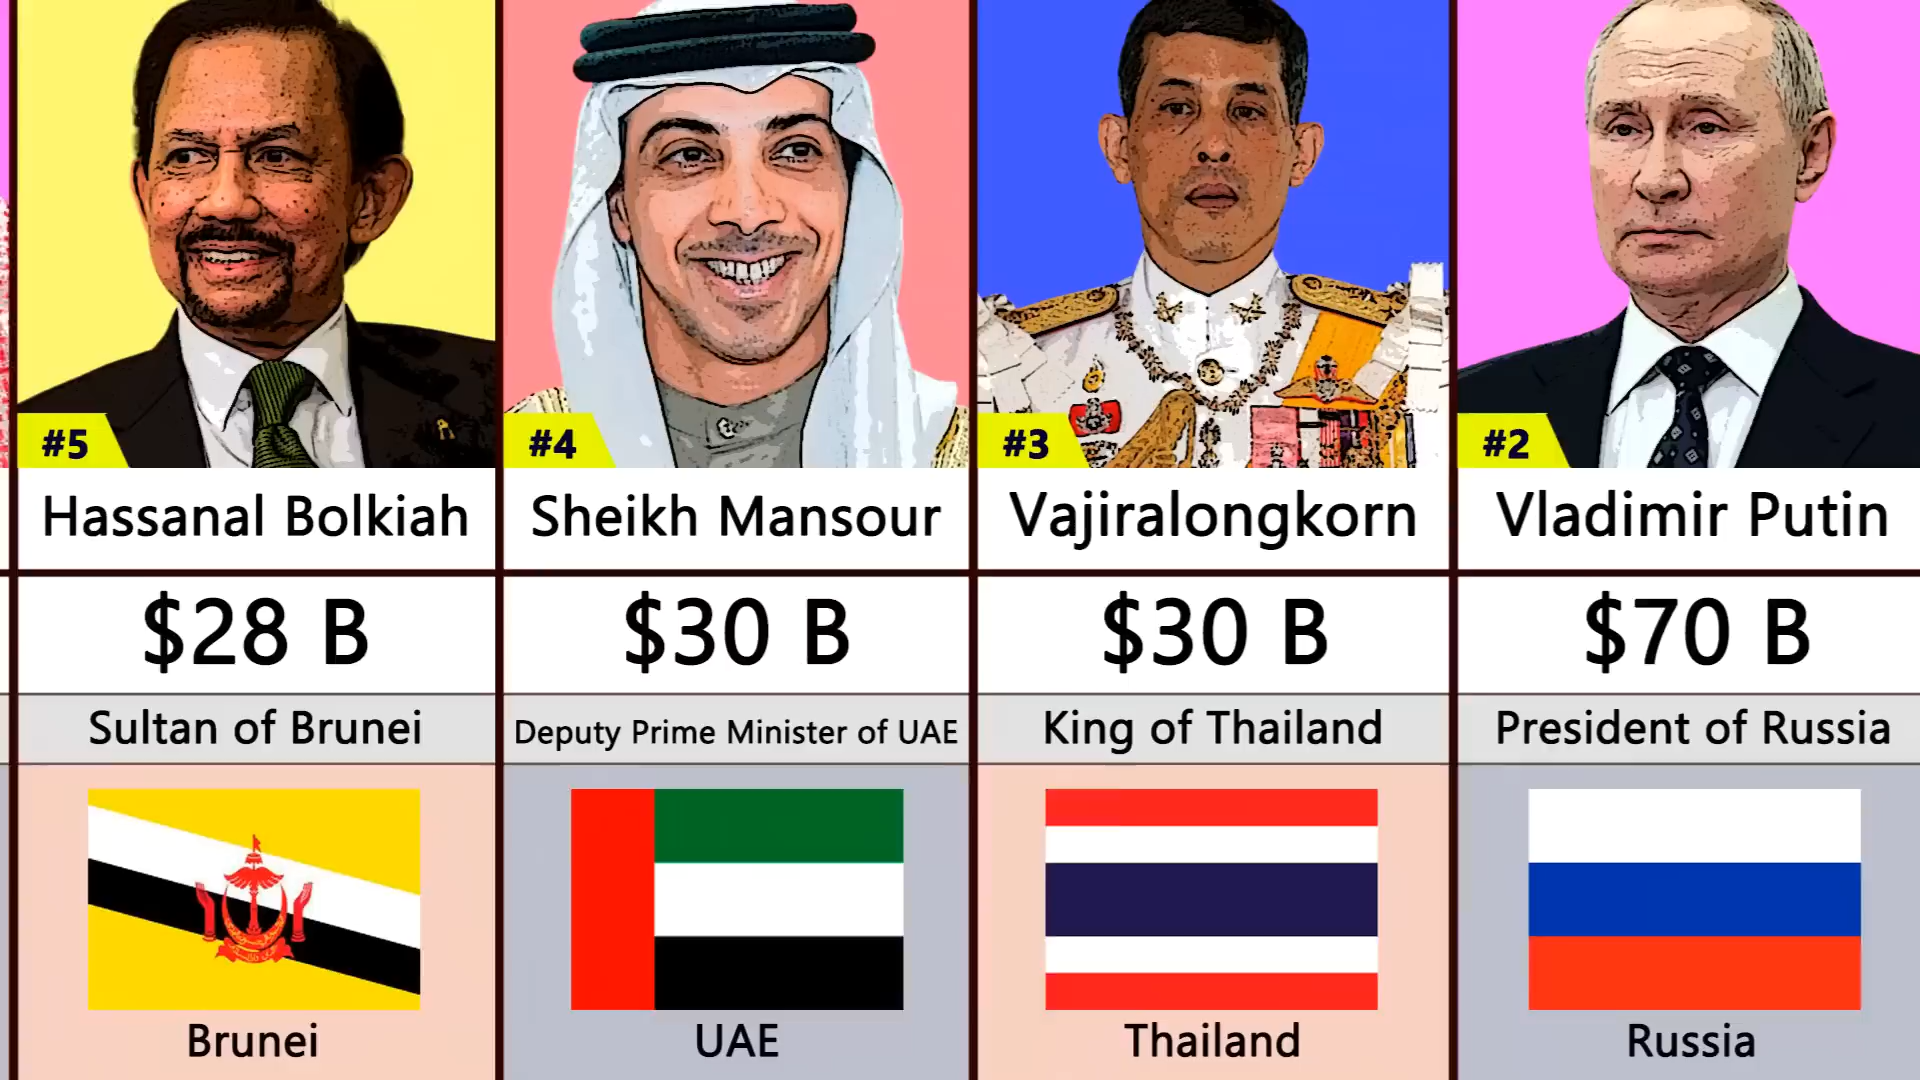 #5
Hassanal Bolkiah
$28 B
Sultan of Brunei
Brunei
#4
Sheikh Mansour
$30 B
Deputy Prime Minister of UAE
UAE
#3
Vajiralongkorn
$30 B
King of Thailand
Thailand
#2
Vladimir Putin
$70 B
President of Russia
Russia